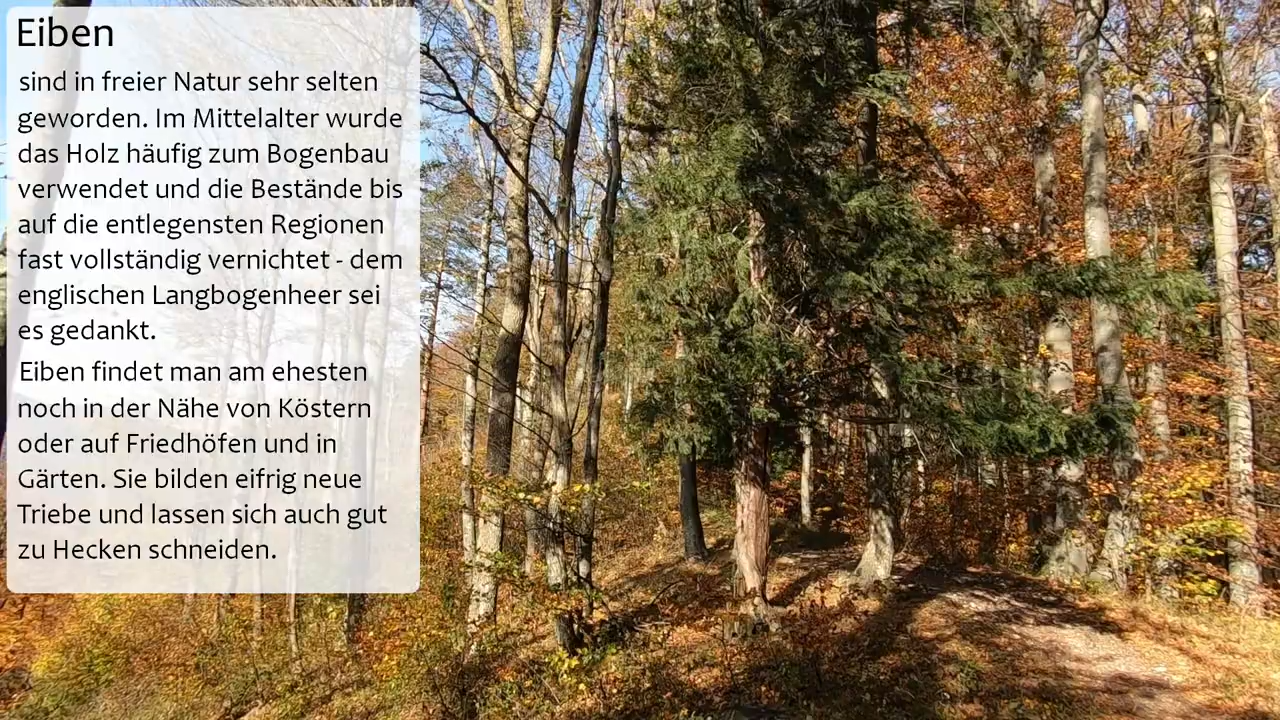 Eiben
sind in freier Natur sehr selten
geworden. Im Mittelalter wurde
das Holz häufig zum Bogenbau
verwendet und die Bestände bis
auf die entlegensten Regionen
fast vollständig vernichtet - dem
englischen Langbogenheer sei
es gedankt.
Eiben findet man am ehesten
noch in der Nähe von Köstern
oder auf Friedhöfen und in
Gärten. Sie bilden eifrig neue
Triebe und lassen sich auch gut
zu Hecken schneiden.